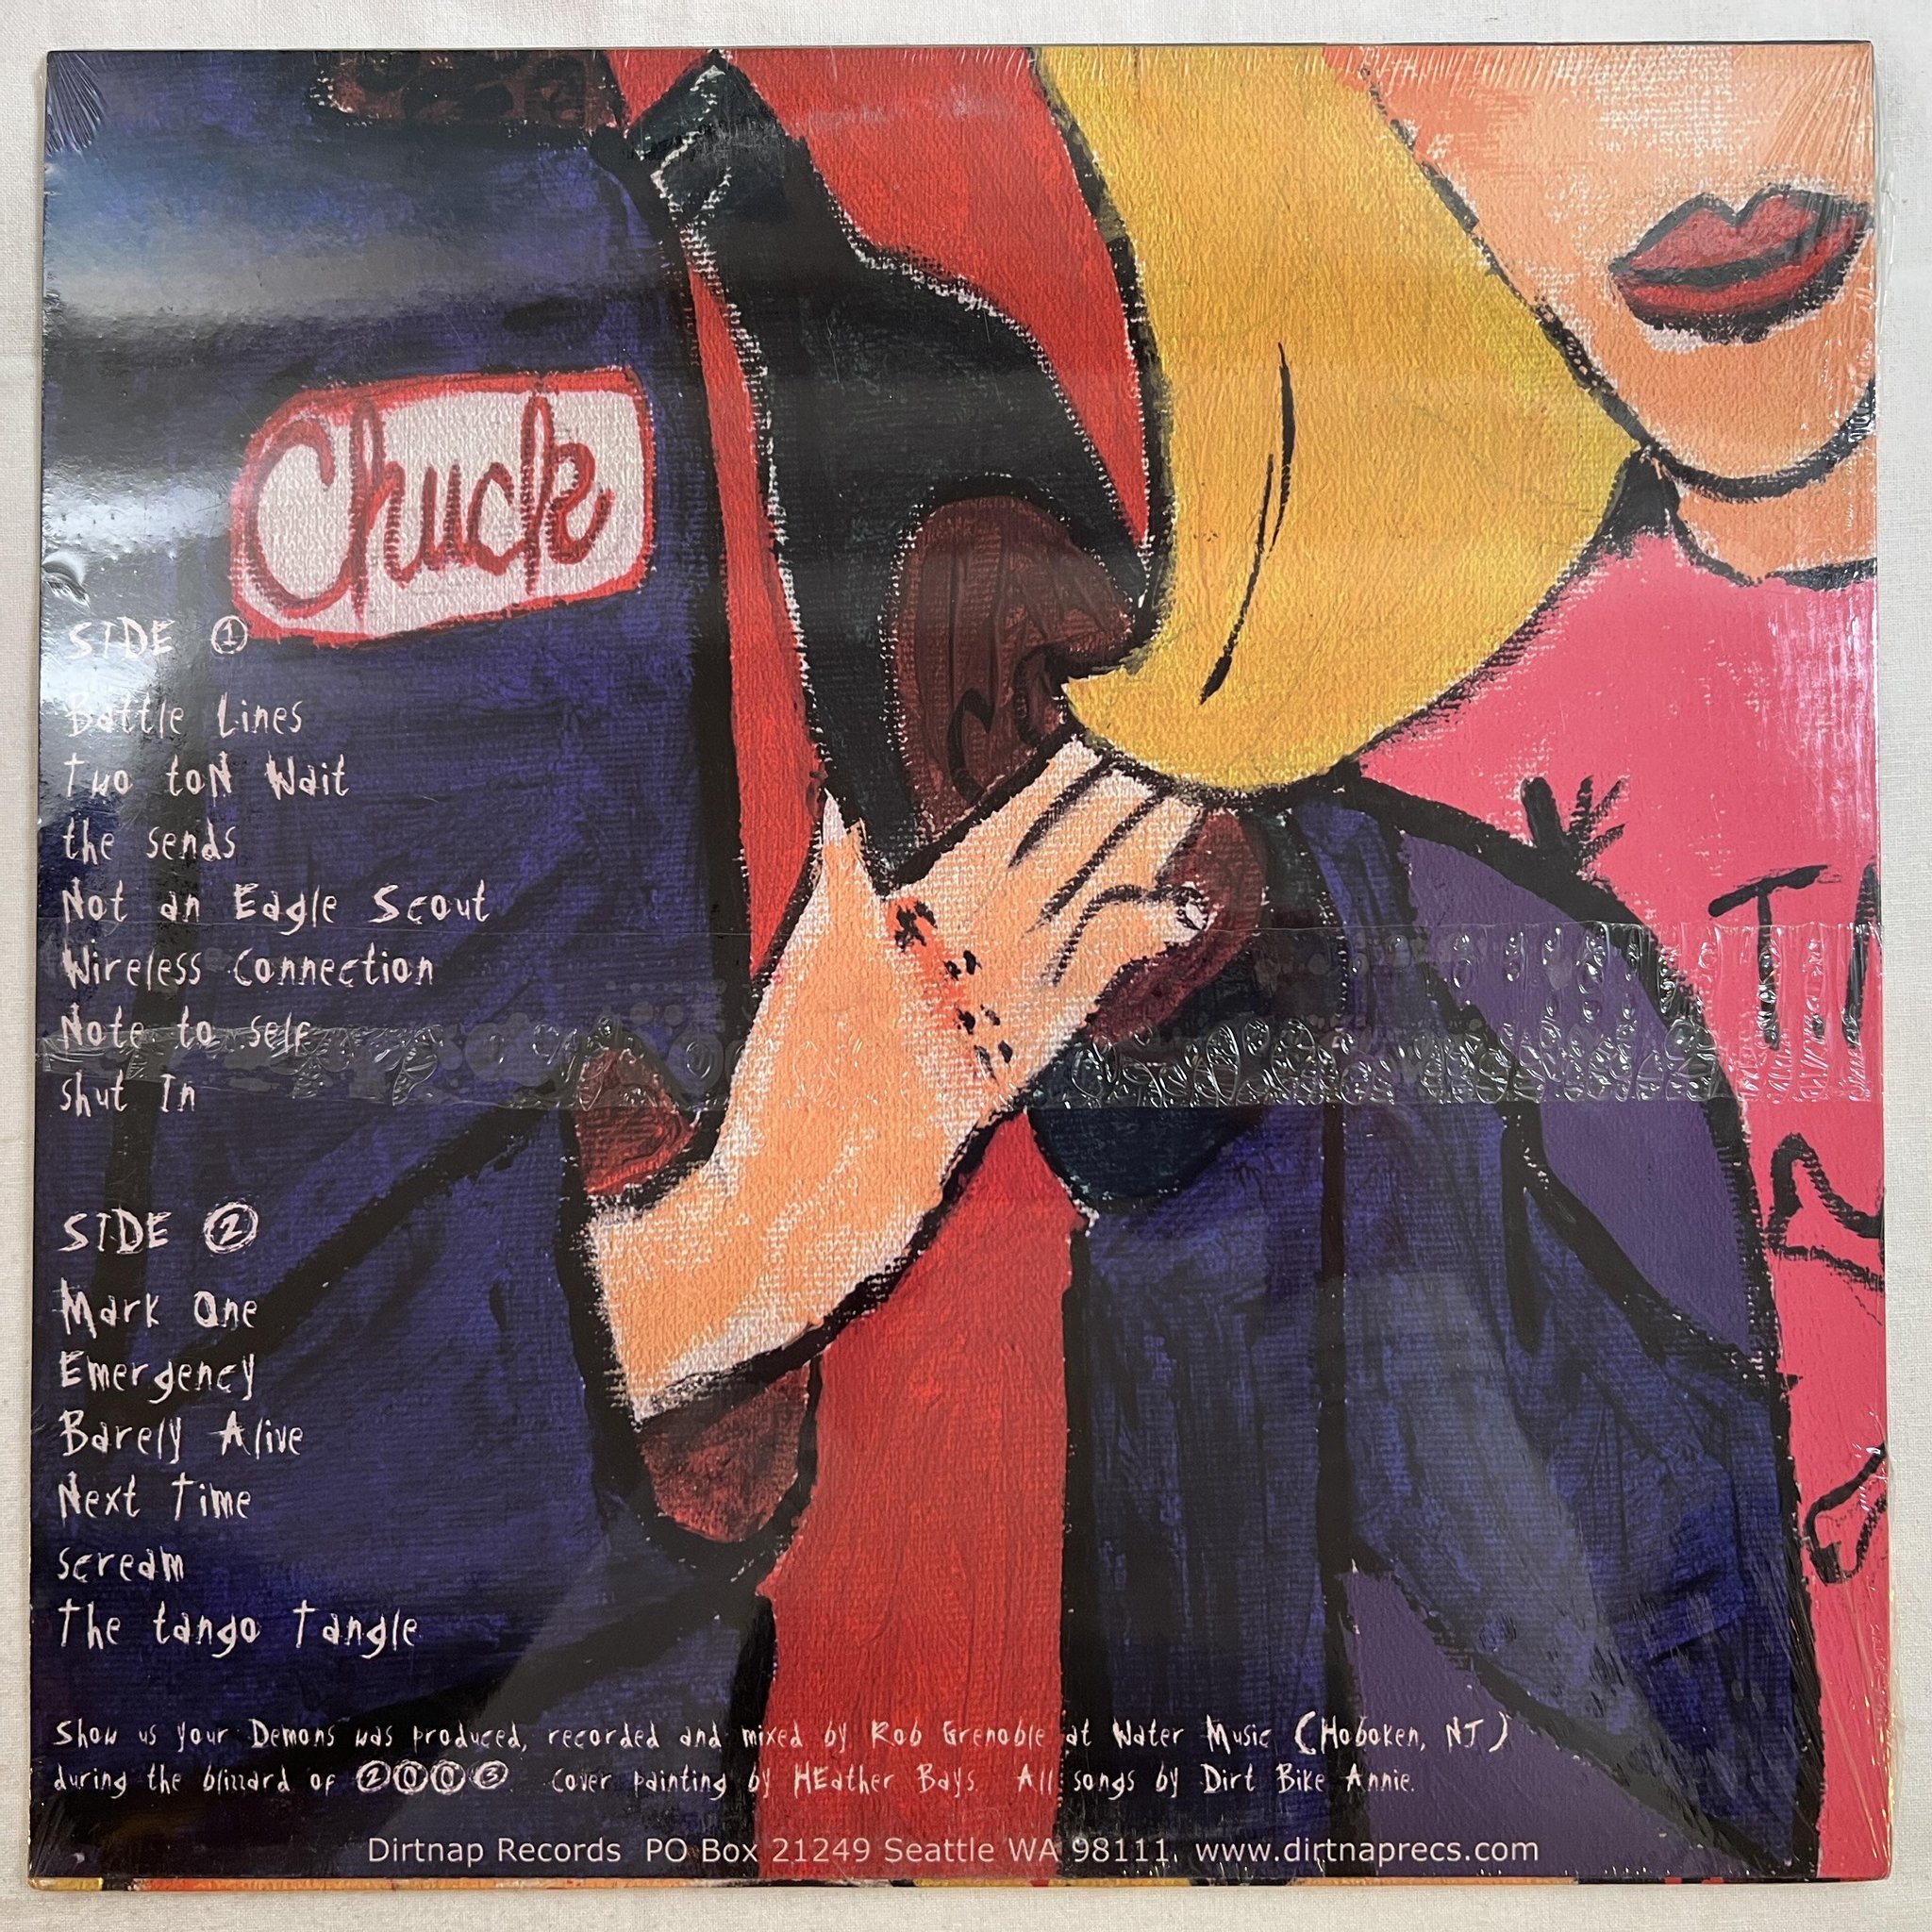 Chuck
SIDE 1
Battle Lines
Two toN Wait
the sends
Not an Eagle Scout
Wireless Connection
Note to self
shut In
SIDE 2
Mark One
Emergency
Barely Alive
Next Time
scream
The tango Tangle
Show us your Demons was produced, recorded and mixed by Rob Grenoble at Water Music (Hoboken, NJ)
during the blizzard of 2003. Cover painting by HEather Bays. All songs by Dirt Bike Annie.
Dirtnap Records PO Box 21249 Seattle WA 98111. www.dirtnaprecs.com